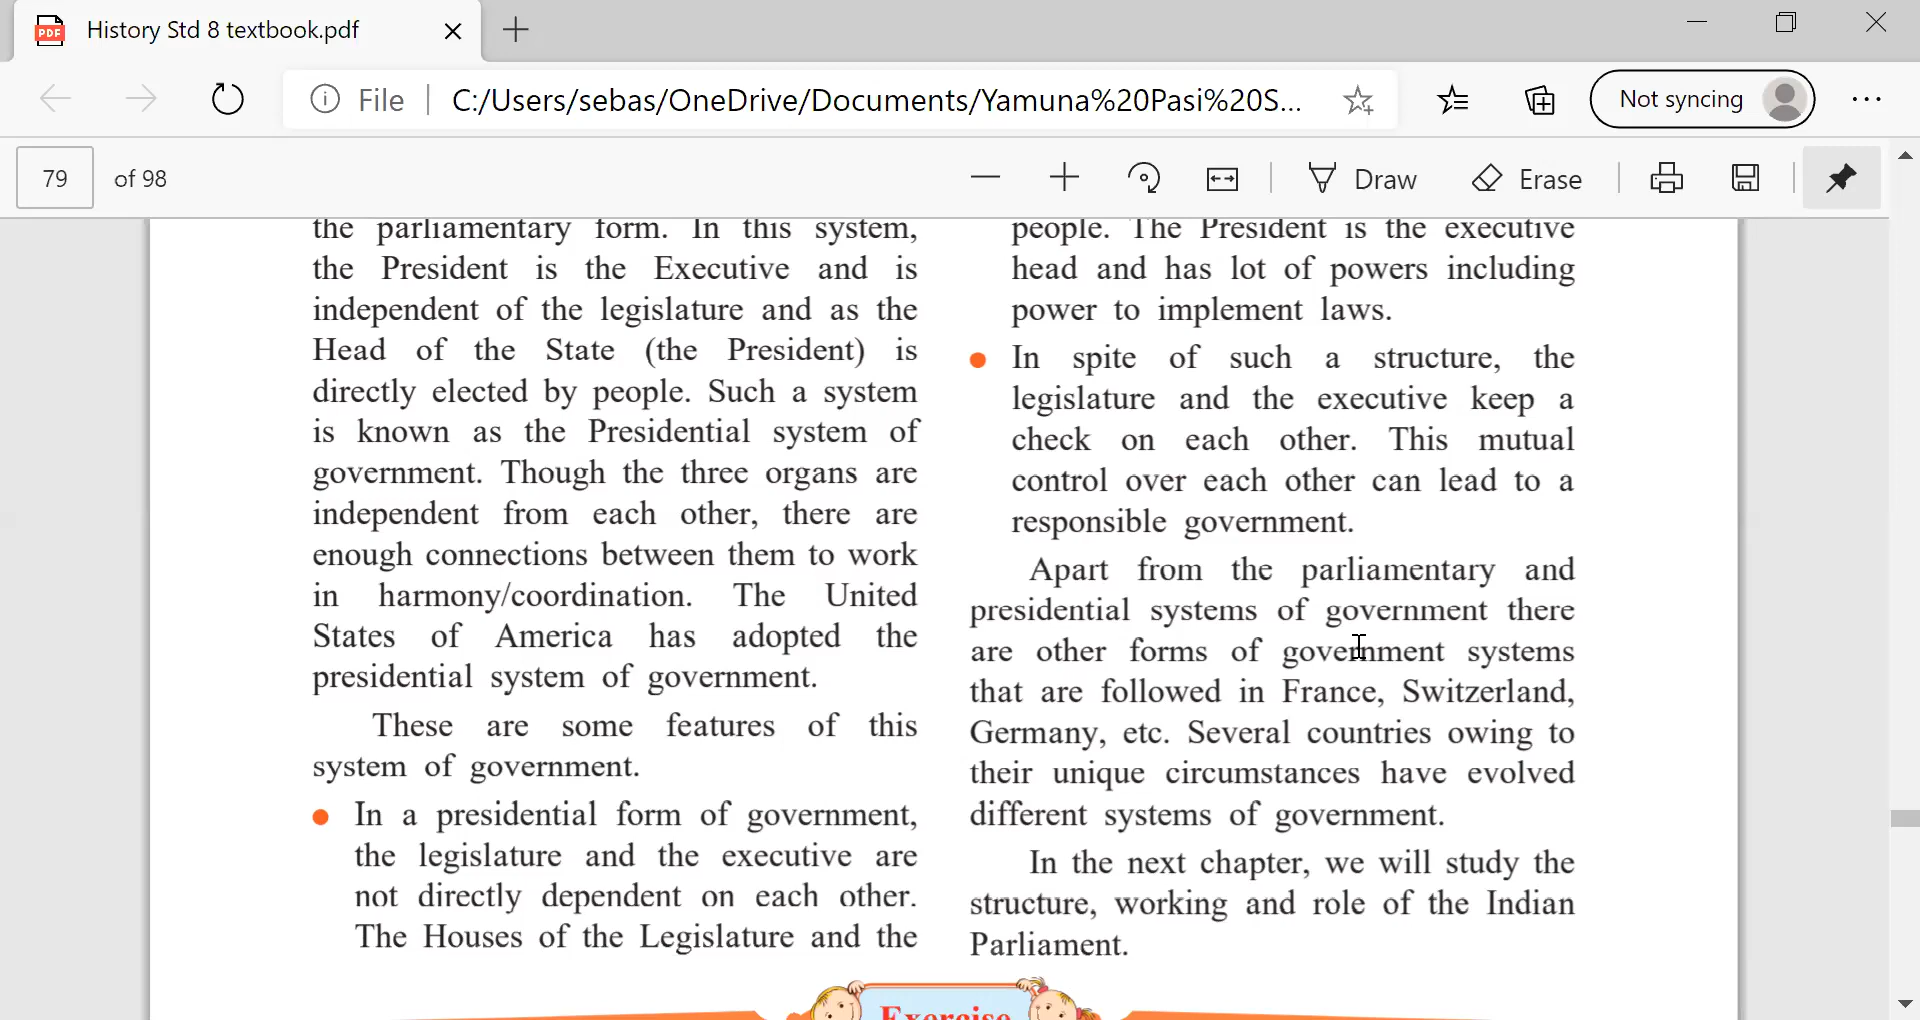 History Std 8 textbook.pdf
File
C:/Users/sebas/OneDrive/Documents/Yamuna%20Pasi%20S...
Not syncing
79 of 98
Draw
Erase
the parliamentary form. In this system,
the President is the Executive and is
independent of the legislature and as the
Head of the State (the President) is
directly elected by people. Such a system
is known as the Presidential system of
government. Though the three organs are
independent from each other, there are
enough connections between them to work
in harmony/coordination. The United
States of America has adopted the
presidential system of government.
These are some features of this
system of government.
In a presidential form of government,
the legislature and the executive are
not directly dependent on each other.
The Houses of the Legislature and the
people. The President is the executive
head and has lot of powers including
power to implement laws.
In spite of such a structure, the
legislature and the executive keep a
check on each other. This mutual
control over each other can lead to a
responsible government.
Apart from the parliamentary and
presidential systems of government there
are other forms of government systems
that are followed in France, Switzerland,
Germany, etc. Several countries owing to
their unique circumstances have evolved
different systems of government.
In the next chapter, we will study the
structure, working and role of the Indian
Parliament.
Exercise